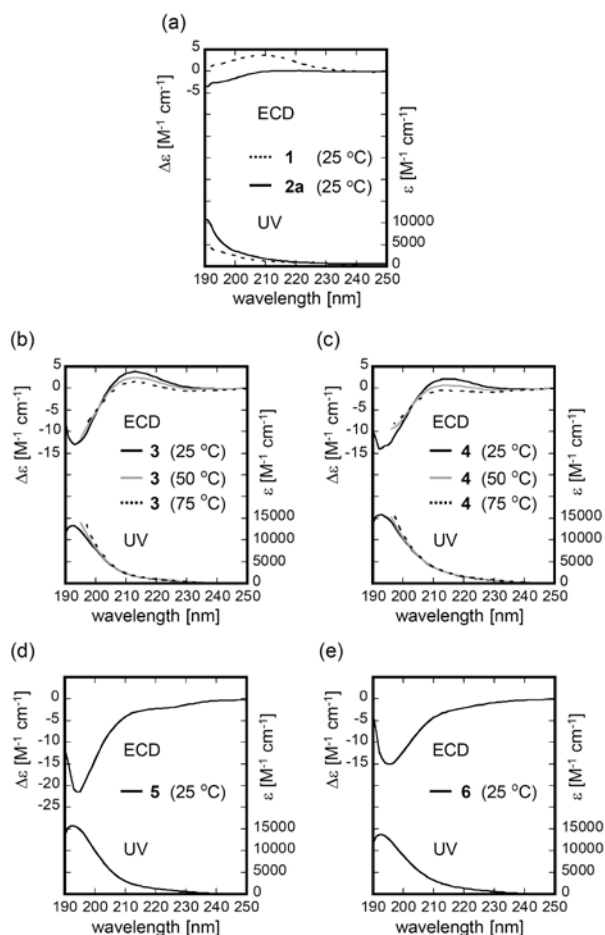 (a)
5
0
-5
Δε [M⁻¹ cm⁻¹]
ECD
1 (25 °C)
2a (25 °C)
UV
ε [M⁻¹ cm⁻¹]
10000
5000
0
190 200 210 220 230 240 250
wavelength [nm]
(b)
5
0
-5
-10
-15
Δε [M⁻¹ cm⁻¹]
ECD
3 (25 °C)
3 (50 °C)
3 (75 °C)
UV
ε [M⁻¹ cm⁻¹]
15000
10000
5000
0
190 200 210 220 230 240 250
wavelength [nm]
(c)
5
0
-5
-10
-15
Δε [M⁻¹ cm⁻¹]
ECD
4 (25 °C)
4 (50 °C)
4 (75 °C)
UV
ε [M⁻¹ cm⁻¹]
15000
10000
5000
0
190 200 210 220 230 240 250
wavelength [nm]
(d)
5
0
-5
-10
-15
-20
-25
Δε [M⁻¹ cm⁻¹]
ECD
5 (25 °C)
UV
ε [M⁻¹ cm⁻¹]
15000
10000
5000
0
190 200 210 220 230 240 250
wavelength [nm]
(e)
5
0
-5
-10
-15
Δε [M⁻¹ cm⁻¹]
ECD
6 (25 °C)
UV
ε [M⁻¹ cm⁻¹]
15000
10000
5000
0
190 200 210 220 230 240 250
wavelength [nm]